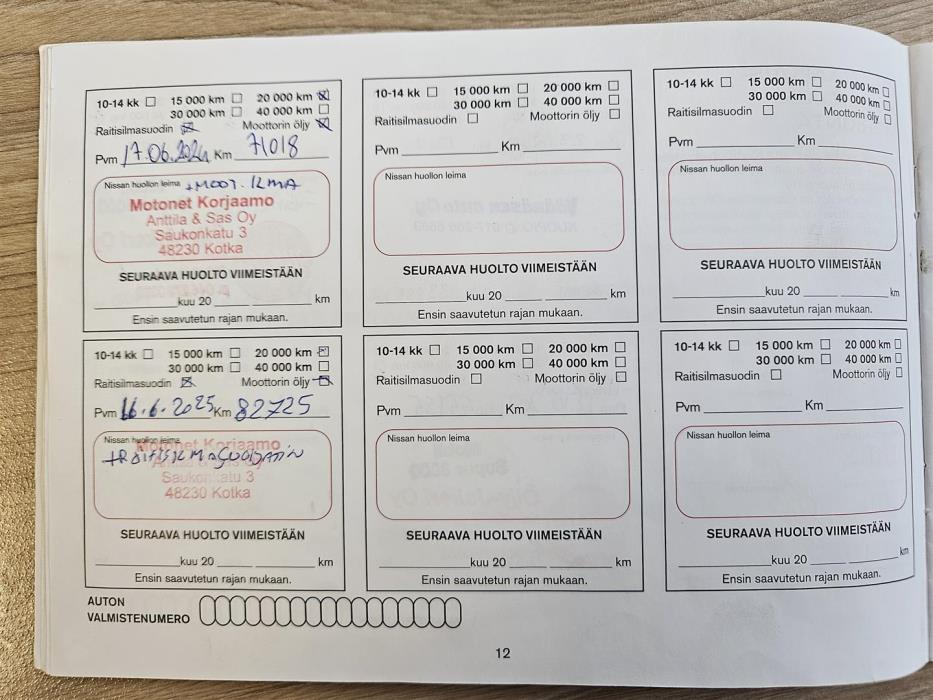 10-14 kk 15 000 km 20 000 km
30 000 km 40 000 km
Raitisilmasuodin Moottorin öljy
Pvm 17.06.2024 Km 71018
Nissan huollon leima +MOOT. ILMA
Motonet Korjaamo
Anttila & Sas Oy
Saukonkatu 3
48230 Kotka
SEURAAVA HUOLTO VIIMEISTÄÄN
kuu 20 km
Ensin saavutetun rajan mukaan.
10-14 kk 15 000 km 20 000 km
30 000 km 40 000 km
Raitisilmasuodin Moottorin öljy
Pvm Km
Nissan huollon leima
SEURAAVA HUOLTO VIIMEISTÄÄN
kuu 20 km
Ensin saavutetun rajan mukaan.
10-14 kk 15 000 km 20 000 km
30 000 km 40 000 km
Raitisilmasuodin Moottorin öljy
Pvm Km
Nissan huollon leima
SEURAAVA HUOLTO VIIMEISTÄÄN
kuu 20 km
Ensin saavutetun rajan mukaan.
10-14 kk 15 000 km 20 000 km
30 000 km 40 000 km
Raitisilmasuodin Moottorin öljy
Pvm 16.6.2025 Km 82725
Nissan huollon leima
Motonet Korjaamo
Anttila & Sas Oy
Saukonkatu 3
48230 Kotka
SEURAAVA HUOLTO VIIMEISTÄÄN
kuu 20 km
Ensin saavutetun rajan mukaan.
10-14 kk 15 000 km 20 000 km
30 000 km 40 000 km
Raitisilmasuodin Moottorin öljy
Pvm Km
Nissan huollon leima
SEURAAVA HUOLTO VIIMEISTÄÄN
kuu 20 km
Ensin saavutetun rajan mukaan.
10-14 kk 15 000 km 20 000 km
30 000 km 40 000 km
Raitisilmasuodin Moottorin öljy
Pvm Km
Nissan huollon leima
SEURAAVA HUOLTO VIIMEISTÄÄN
kuu 20 km
Ensin saavutetun rajan mukaan.
AUTON
VALMISTENUMERO
12